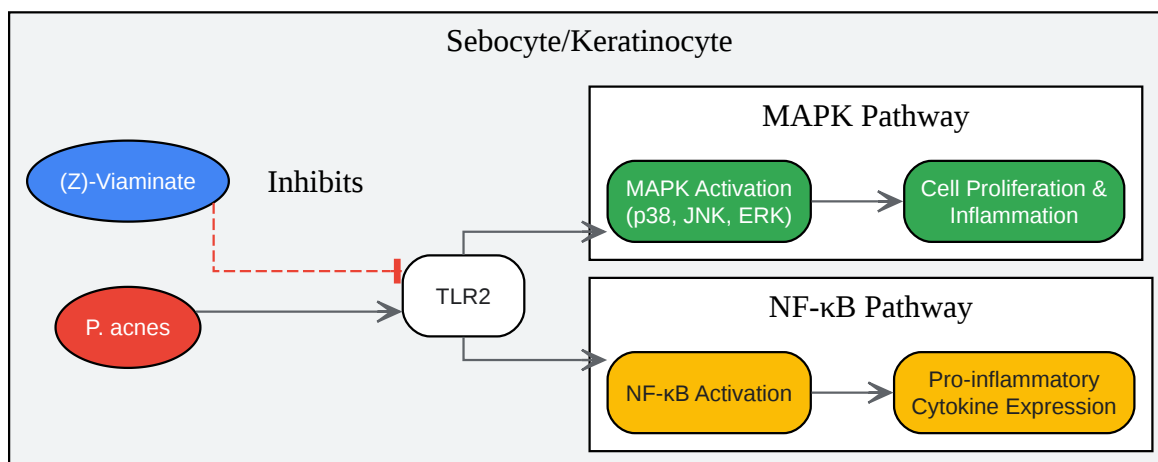 Sebocyte/Keratinocyte
MAPK Pathway
(Z)-Viaminate
Inhibits
MAPK Activation
(p38, JNK, ERK)
Cell Proliferation &
Inflammation
TLR2
P. acnes
NF-κB Pathway
NF-κB Activation
Pro-inflammatory
Cytokine Expression